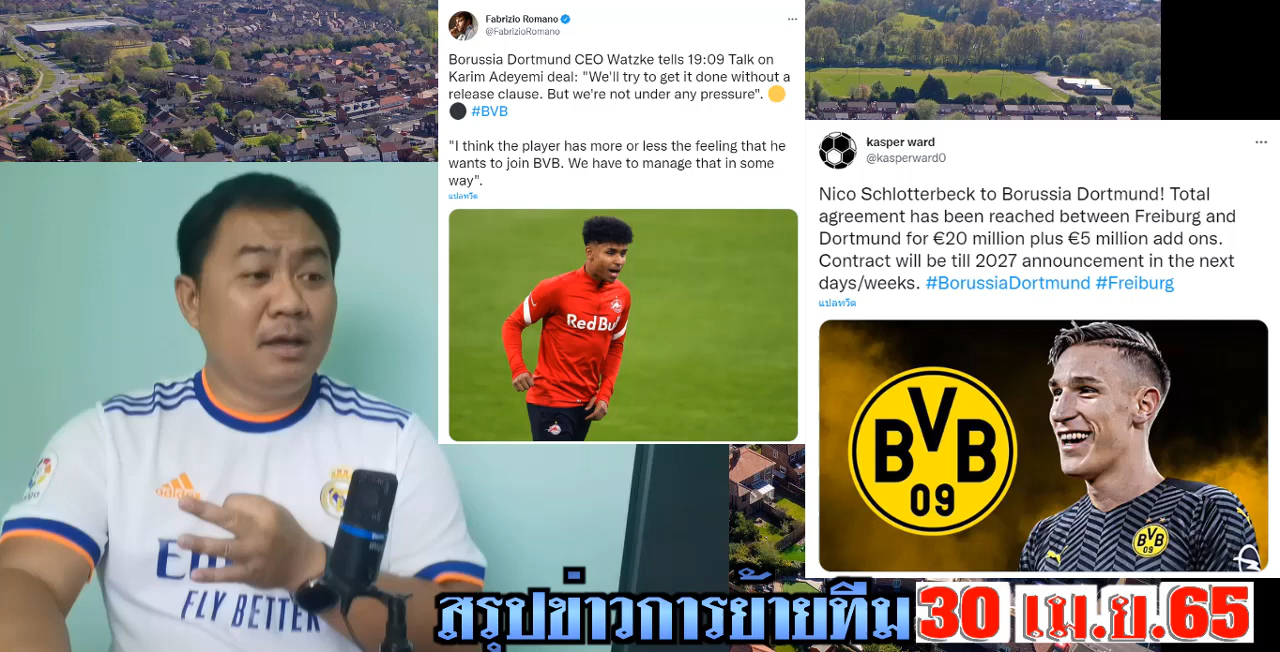 Fabrizio Romano
@FabrizioRomano
Borussia Dortmund CEO Watzke tells 19:09 Talk on
Karim Adeyemi deal: "We'll try to get it done without a
release clause. But we're not under any pressure".
#BVB
"I think the player has more or less the feeling that he
wants to join BVB. We have to manage that in some
way".
แปลทวีต
Red Bull
kasper ward
@kasperward0
Nico Schlotterbeck to Borussia Dortmund! Total
agreement has been reached between Freiburg and
Dortmund for €20 million plus €5 million add ons.
Contract will be till 2027 announcement in the next
days/weeks. #BorussiaDortmund #Freiburg
แปลทวีต
BVB
09
BVB
09
adidas
FLY BETTER
สรุปข่าวการย้ายทีม 30 เม.ย.65